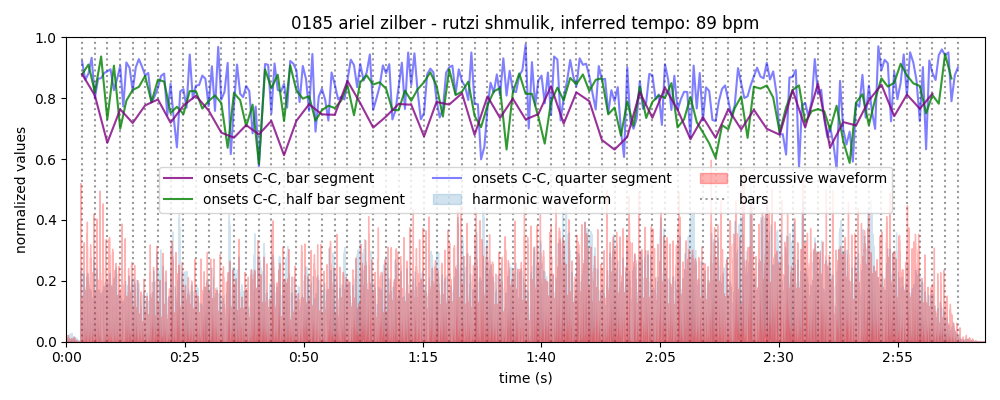 0185 ariel zilber - rutzi shmulik, inferred tempo: 89 bpm
normalized values
1.0
0.8
0.6
0.4
0.2
0.0
onsets C-C, bar segment
onsets C-C, half bar segment
onsets C-C, quarter segment
harmonic waveform
percussive waveform
bars
0:00
0:25
0:50
1:15
1:40
2:05
2:30
2:55
time (s)